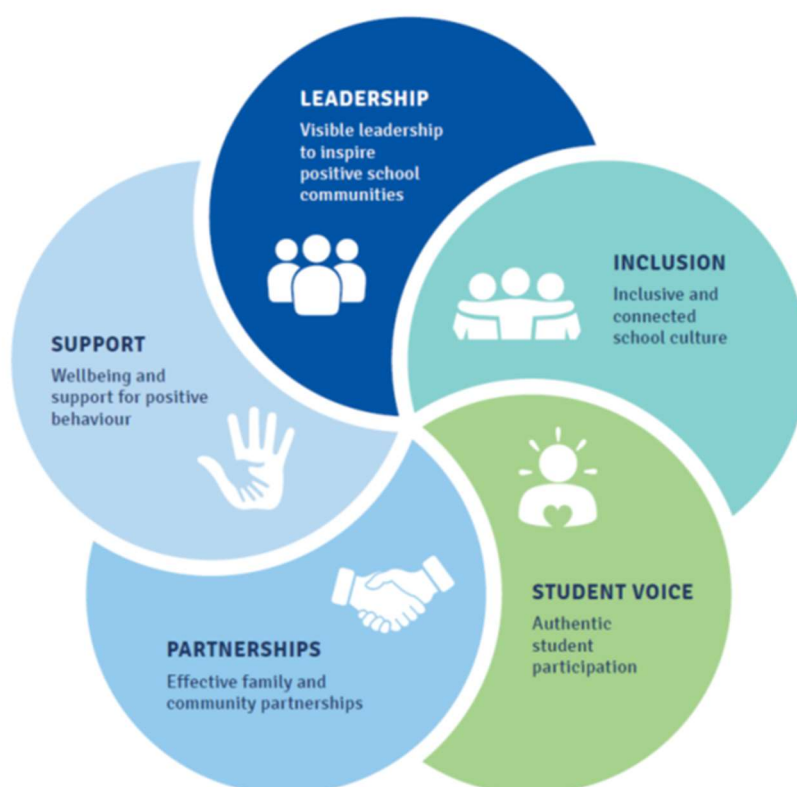 LEADERSHIP
Visible leadership
to inspire
positive school
communities
INCLUSION
Inclusive and
connected
school culture
STUDENT VOICE
Authentic
student
participation
PARTNERSHIPS
Effective family and
community partnerships
SUPPORT
Wellbeing and
support for positive
behaviour